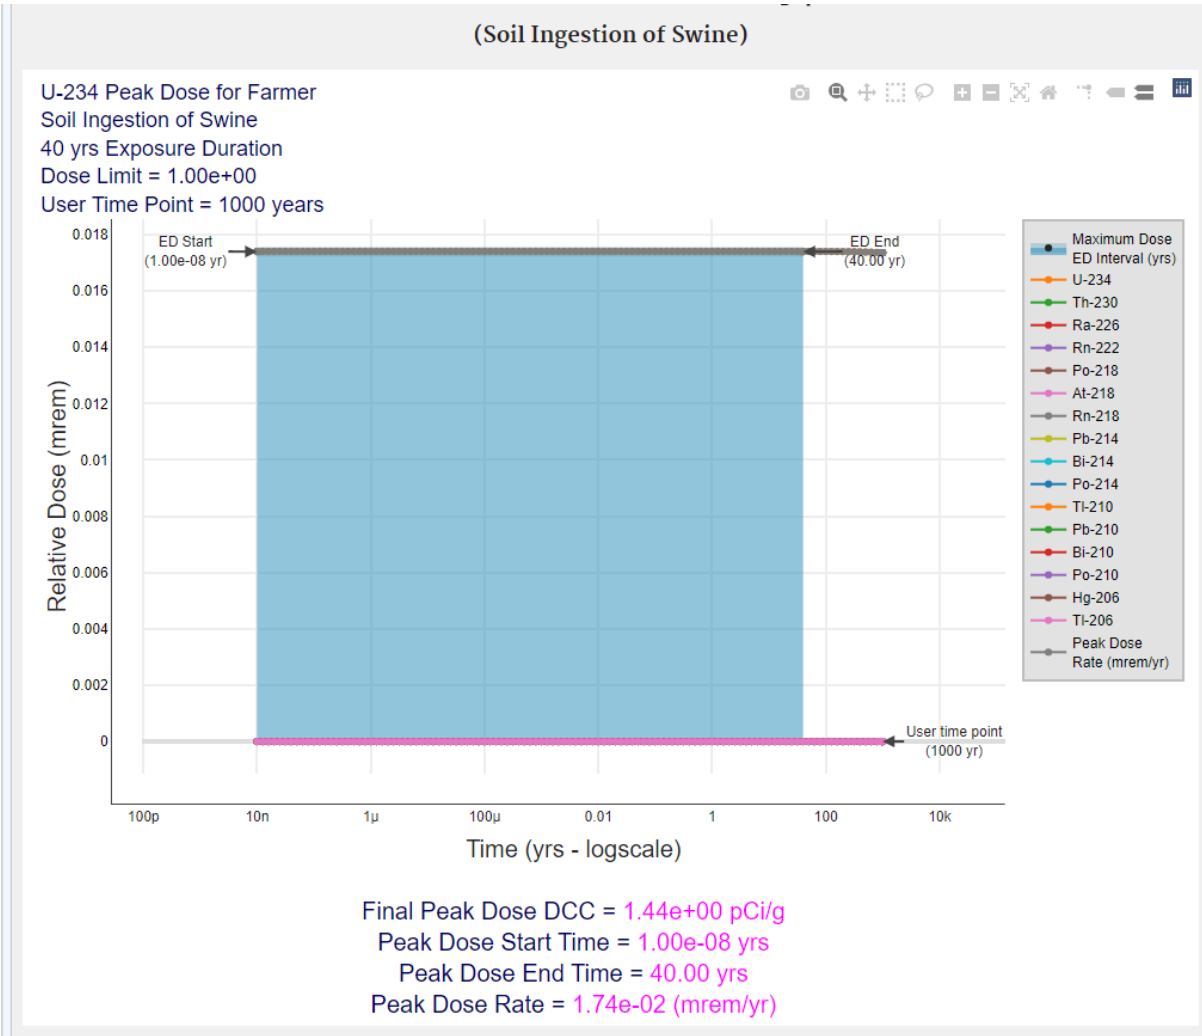 (Soil Ingestion of Swine)
U-234 Peak Dose for Farmer
Soil Ingestion of Swine
40 yrs Exposure Duration
Dose Limit = 1.00e+00
User Time Point = 1000 years
0.018
0.016
0.014
0.012
0.01
0.008
0.006
0.004
0.002
0
Relative Dose (mrem)
ED Start
(1.00e-08 yr)
ED End
(40.00 yr)
User time point
(1000 yr)
100p
10n
1μ
100μ
0.01
1
100
10k
Time (yrs - logscale)
Maximum Dose
ED Interval (yrs)
U-234
Th-230
Ra-226
Rn-222
Po-218
At-218
Rn-218
Pb-214
Bi-214
Po-214
Tl-210
Pb-210
Bi-210
Po-210
Hg-206
Tl-206
Peak Dose
Rate (mrem/yr)
Final Peak Dose DCC = 1.44e+00 pCi/g
Peak Dose Start Time = 1.00e-08 yrs
Peak Dose End Time = 40.00 yrs
Peak Dose Rate = 1.74e-02 (mrem/yr)